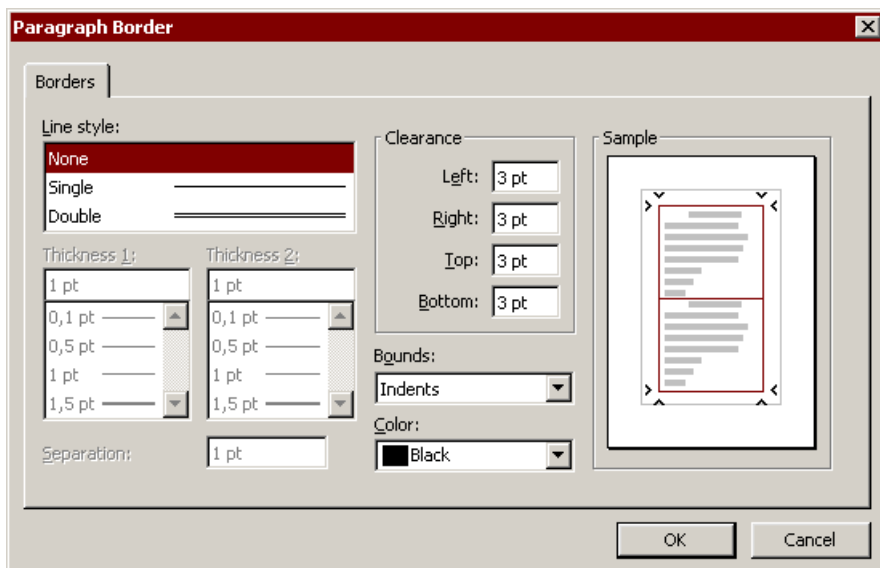 Paragraph Border
Borders
Line style:
None
Single
Double
Thickness 1:
1 pt
0,1 pt
0,5 pt
1 pt
1,5 pt
Thickness 2:
1 pt
0,1 pt
0,5 pt
1 pt
1,5 pt
Separation:
1 pt
Clearance
Left:
3 pt
Right:
3 pt
Top:
3 pt
Bottom:
3 pt
Bounds:
Indents
Color:
Black
Sample
OK
Cancel